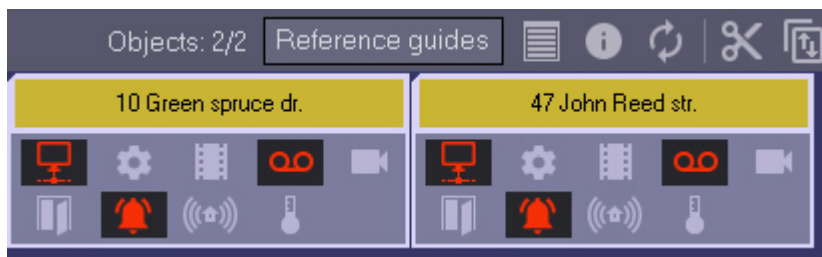 Objects: 2/2 Reference guides
10 Green spruce dr. 47 John Reed str.